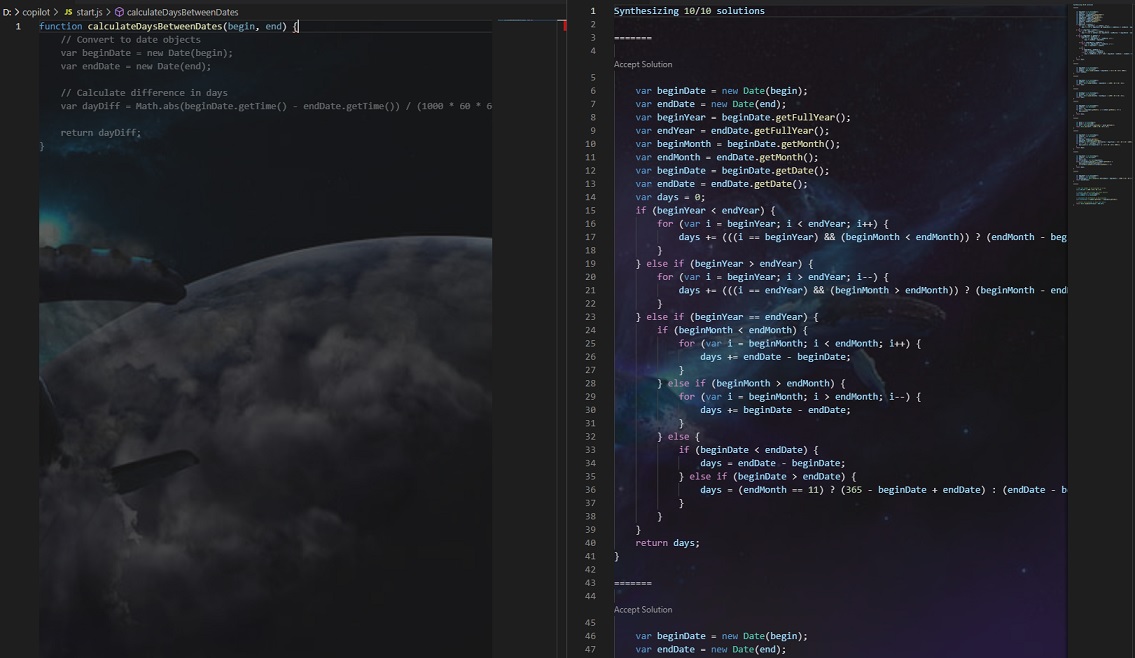 D: > copilot > JS start.js > calculateDaysBetweenDates
1 function calculateDaysBetweenDates(begin, end) {
// Convert to date objects
var beginDate = new Date(begin);
var endDate = new Date(end);
// Calculate difference in days
var dayDiff = Math.abs(beginDate.getTime() - endDate.getTime()) / (1000 * 60 * 6
return dayDiff;
}
1 Synthesizing 10/10 solutions
2
3 =======
4
Accept Solution
5
6 var beginDate = new Date(begin);
7 var endDate = new Date(end);
8 var beginYear = beginDate.getFullYear();
9 var endYear = endDate.getFullYear();
10 var beginMonth = beginDate.getMonth();
11 var endMonth = endDate.getMonth();
12 var beginDate = beginDate.getDate();
13 var endDate = endDate.getDate();
14 var days = 0;
15 if (beginYear < endYear) {
16 for (var i = beginYear; i < endYear; i++) {
17 days += (((i == beginYear) && (beginMonth < endMonth)) ? (endMonth - beg
18 }
19 } else if (beginYear > endYear) {
20 for (var i = beginYear; i > endYear; i--) {
21 days += (((i == endYear) && (beginMonth > endMonth)) ? (beginMonth - end
22 }
23 } else if (beginYear == endYear) {
24 if (beginMonth < endMonth) {
25 for (var i = beginMonth; i < endMonth; i++) {
26 days += endDate - beginDate;
27 }
28 } else if (beginMonth > endMonth) {
29 for (var i = beginMonth; i > endMonth; i--) {
30 days += beginDate - endDate;
31 }
32 } else {
33 if (beginDate < endDate) {
34 days = endDate - beginDate;
35 } else if (beginDate > endDate) {
36 days = (endMonth == 11) ? (365 - beginDate + endDate) : (endDate - b
37 }
38 }
39 }
40 return days;
41 }
42
43 =======
44
Accept Solution
45
46 var beginDate = new Date(begin);
47 var endDate = new Date(end);